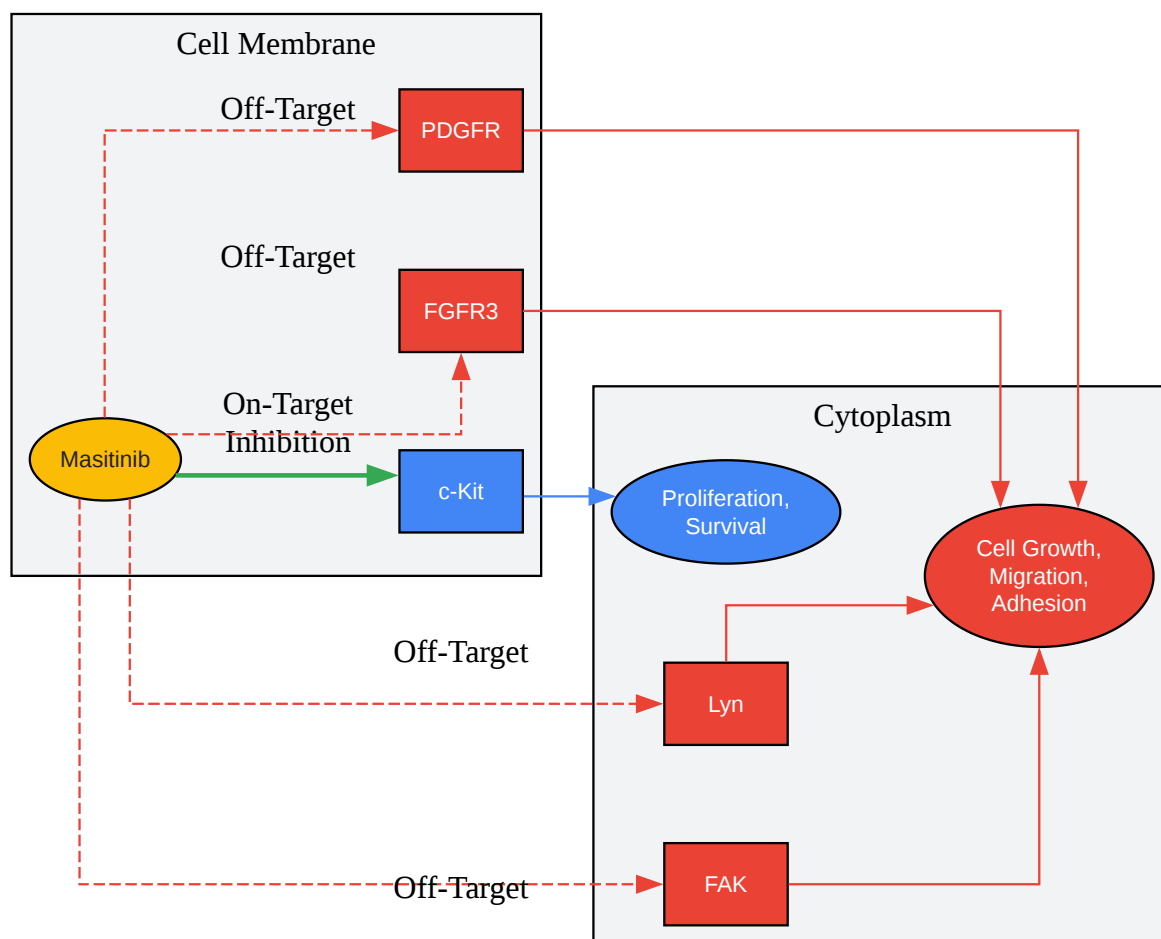 Cell Membrane
Off-Target
PDGFR
Off-Target
FGFR3
On-Target
Inhibition
Cytoplasm
Masitinib
c-Kit
Proliferation,
Survival
Cell Growth,
Migration,
Adhesion
Off-Target
Lyn
Off-Target
FAK